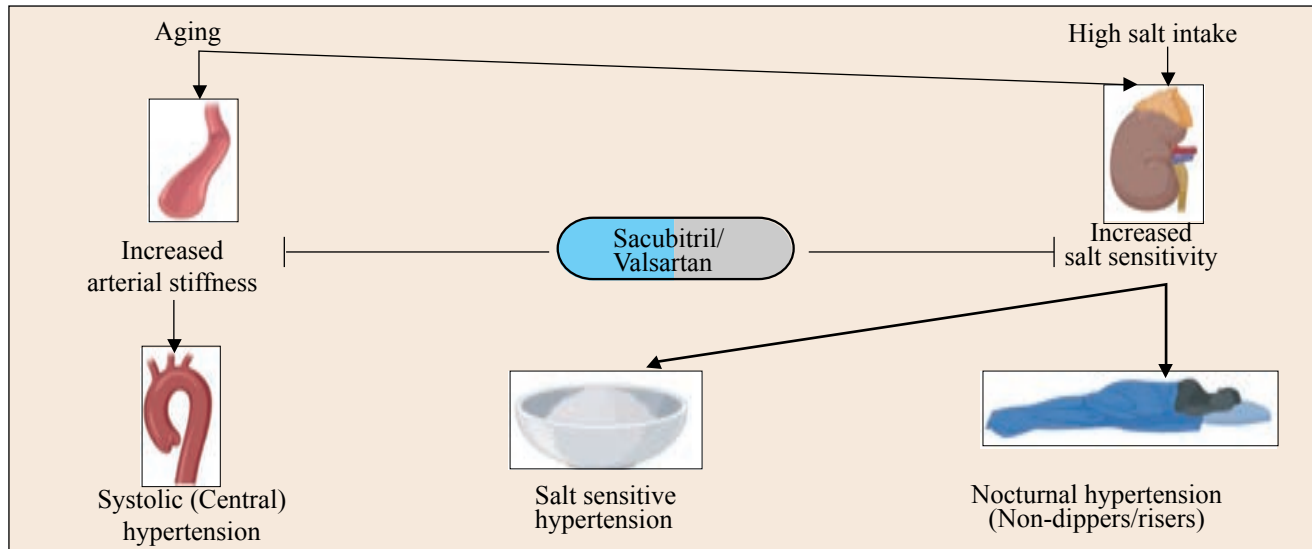 Aging
High salt intake
Increased
arterial stiffness
Sacubitril/
Valsartan
Increased
salt sensitivity
Systolic (Central)
hypertension
Salt sensitive
hypertension
Nocturnal hypertension
(Non-dippers/risers)